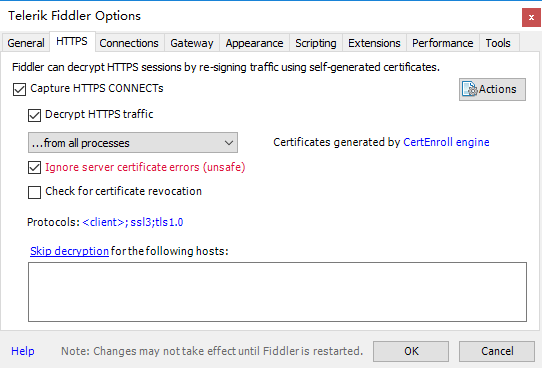 Telerik Fiddler Options
x
General HTTPS Connections Gateway Appearance Scripting Extensions Performance Tools
Fiddler can decrypt HTTPS sessions by re-signing traffic using self-generated certificates.
Capture HTTPS CONNECTs
Actions
Decrypt HTTPS traffic
...from all processes
Certificates generated by CertEnroll engine
Ignore server certificate errors (unsafe)
Check for certificate revocation
Protocols: <client>;ssl3;tls1.0
Skip decryption for the following hosts:
Help Note: Changes may not take effect until Fiddler is restarted. OK Cancel